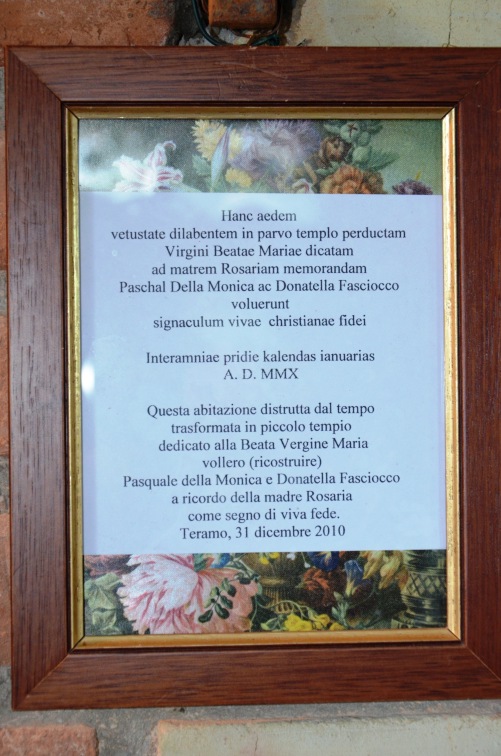 Hanc aedem
vetustate dilabentem in parvo templo perductam
Virgini Beatae Mariae dicatam
ad matrem Rosariam memorandam
Paschal Della Monica ac Donatella Fasciocco
voluerunt
signaculum vivae christianae fidei
Interamniae pridie kalendas ianuarias
A. D. MMX
Questa abitazione distrutta dal tempo
trasformata in piccolo tempio
dedicato alla Beata Vergine Maria
vollero (ricostruire)
Pasquale della Monica e Donatella Fasciocco
a ricordo della madre Rosaria
come segno di viva fede.
Teramo, 31 dicembre 2010